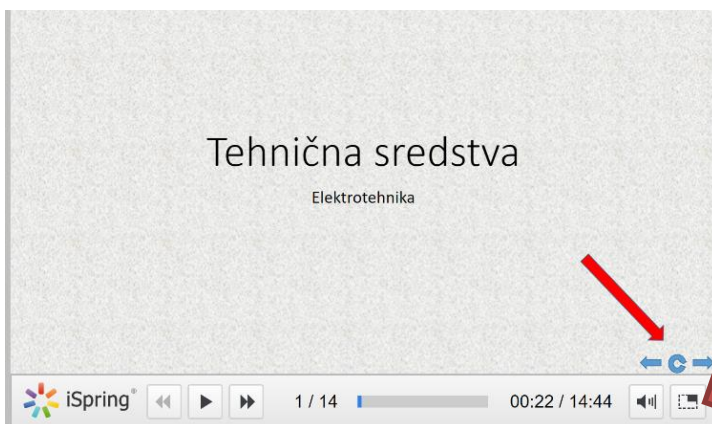 Tehnična sredstva
Elektrotehnika
iSpring® 1 / 14 00:22 / 14:44